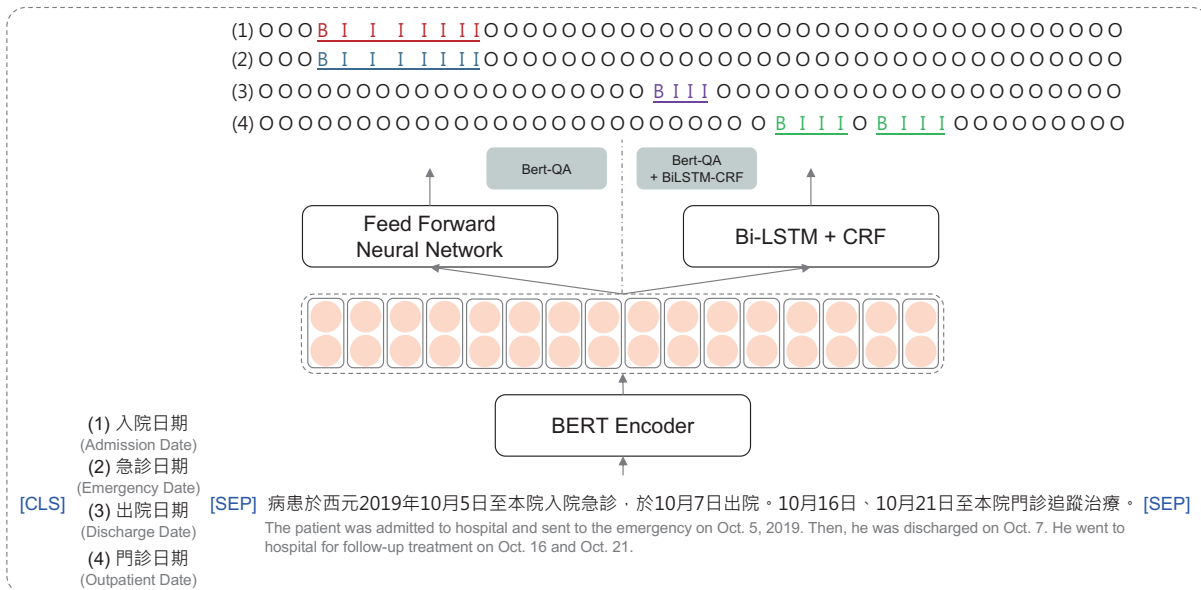 (1) O O O B I I I I I I I O O O O O O O O O O O O O O O O O O O O O O O O O O O O O O O O O
(2) O O O B I I I I I I I O O O O O O O O O O O O O O O O O O O O O O O O O O O O O O O O O
(3) O O O O O O O O O O O O O O O O O O O O B I I I O O O O O O O O O O O O O O O O O O O O O
(4) O O O O O O O O O O O O O O O O O O O O O O O O O O B I I I O B I I I O O O O O O O O O
Bert-QA
Bert-QA
+ BiLSTM-CRF
Feed Forward
Neural Network
Bi-LSTM + CRF
BERT Encoder
(1) 入院日期
(Admission Date)
(2) 急診日期
(Emergency Date)
(3) 出院日期
(Discharge Date)
(4) 門診日期
(Outpatient Date)
[CLS] [SEP] 病患於西元2019年10月5日至本院入院急診，於10月7日出院。10月16日、10月21日至本院門診追蹤治療。 [SEP]
The patient was admitted to hospital and sent to the emergency on Oct. 5, 2019. Then, he was discharged on Oct. 7. He went to
hospital for follow-up treatment on Oct. 16 and Oct. 21.